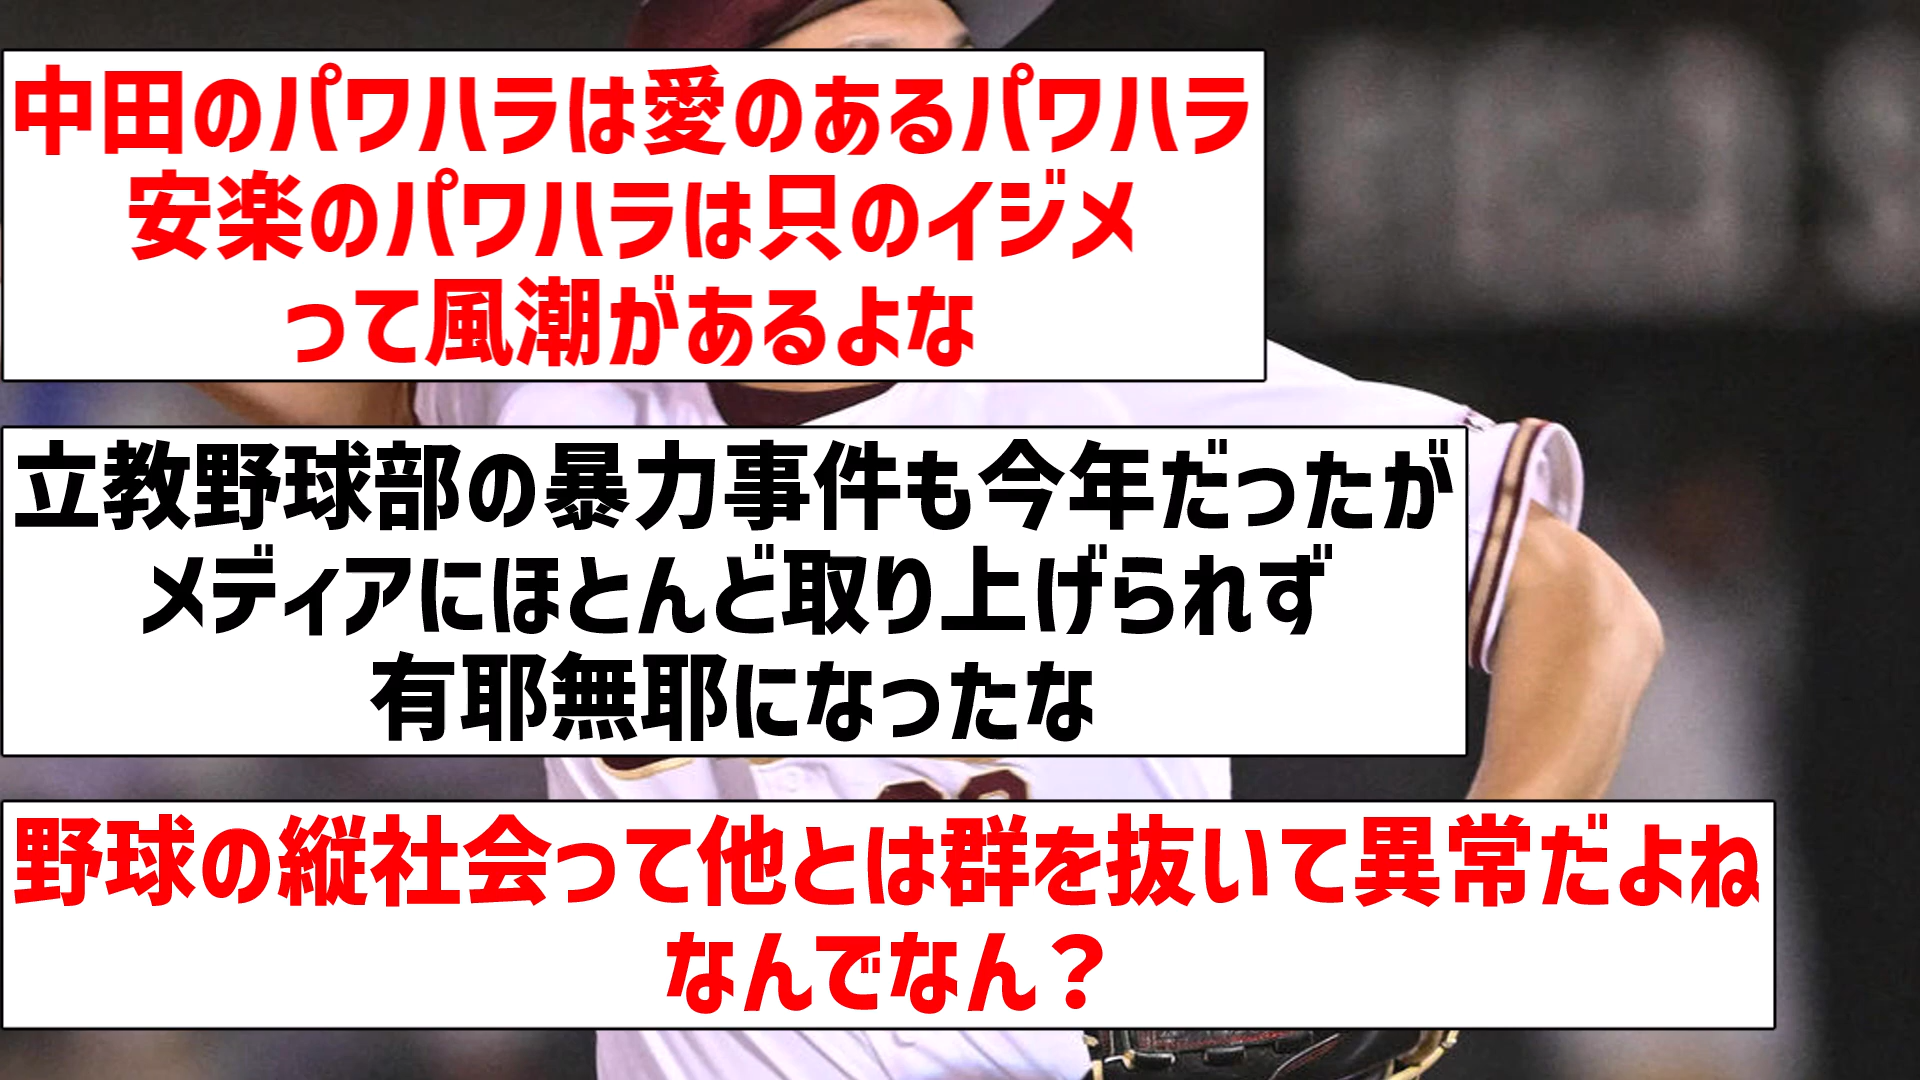 中田のパワハラは愛のあるパワハラ
安楽のパワハラは只のイジメ
って風潮があるよな
立教野球部の暴力事件も今年だったが
メディアにほとんど取り上げられず
有耶無耶になったな
野球の縦社会って他とは群を抜いて異常だよね
なんでなん？